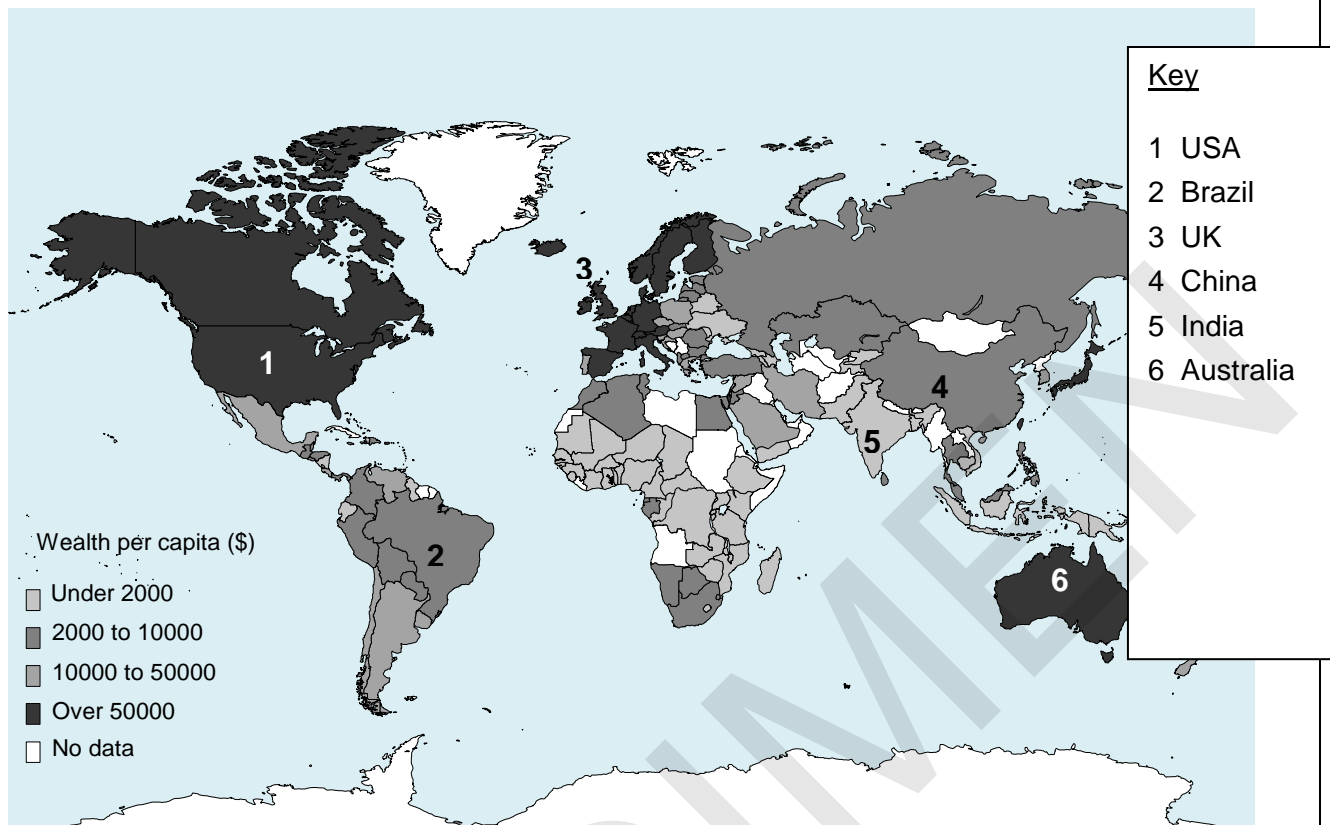 Key
1 USA
2 Brazil
3 UK
4 China
5 India
6 Australia
3
1
4
5
2
6
Wealth per capita ($)
Under 2000
2000 to 10000
10000 to 50000
Over 50000
No data
CIMEN